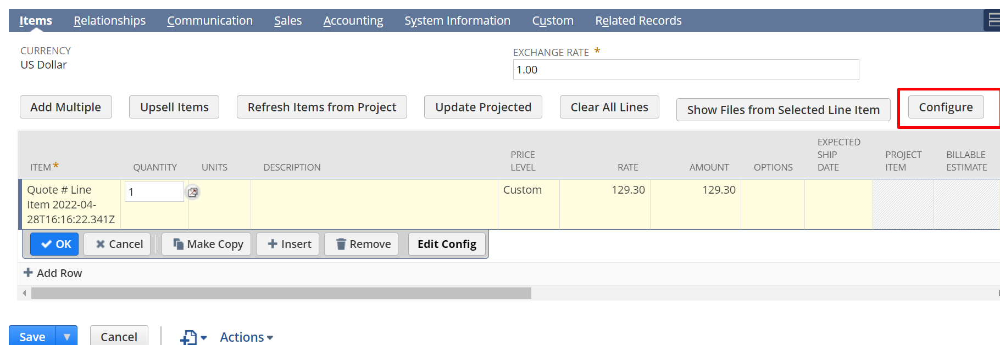 Items Relationships Communication Sales Accounting System Information Custom Related Records
CURRENCY
US Dollar
EXCHANGE RATE *
1.00
Add Multiple Upsell Items Refresh Items from Project Update Projected Clear All Lines Show Files from Selected Line Item Configure
ITEM * QUANTITY UNITS DESCRIPTION PRICE LEVEL RATE AMOUNT OPTIONS EXPECTED SHIP DATE PROJECT ITEM BILLABLE ESTIMATE
Quote # Line 1 Custom 129.30 129.30
Item 2022-04-
28T16:16:22.341Z
OK Cancel Make Copy Insert Remove Edit Config
Add Row
Save Cancel Actions